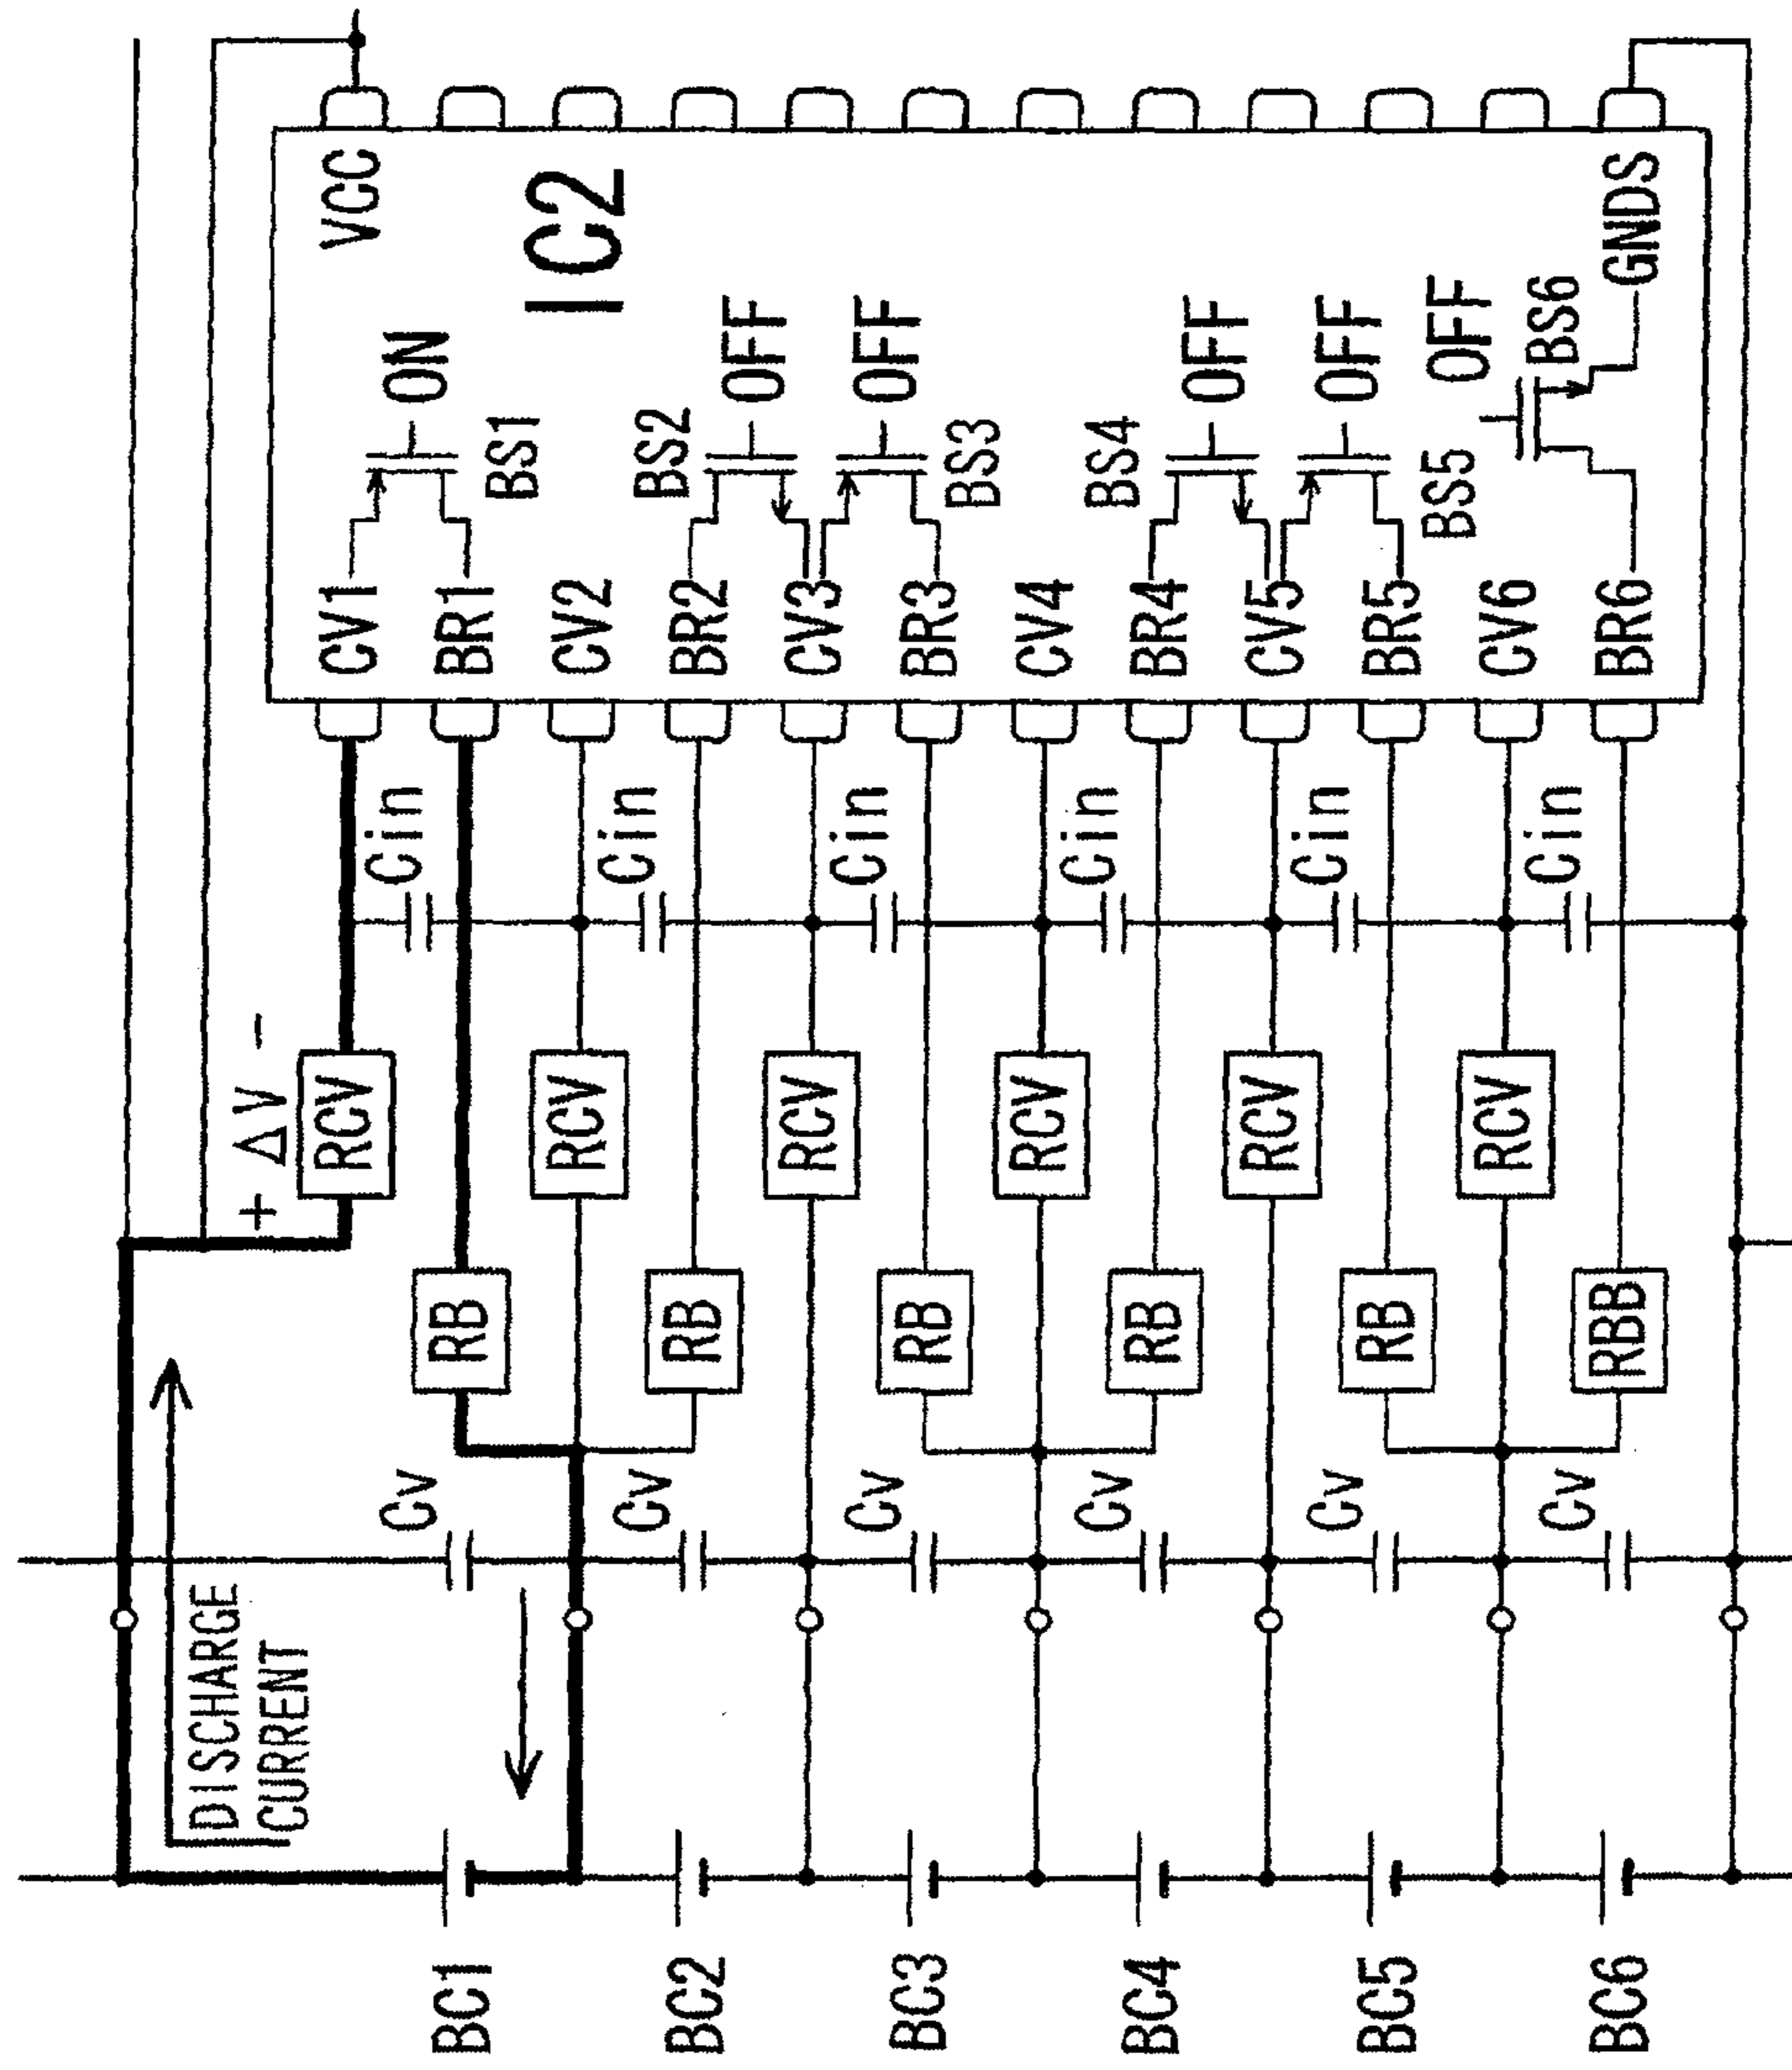 BC1
BC2
BC3
BC4
BC5
BC6
DISCHARGE
CURRENT
Cv
Cv
Cv
Cv
Cv
Cv
RB
RB
RB
RB
RB
RBB
+ ΔV -
RCV
RCV
RCV
RCV
RCV
RCV
Cin
Cin
Cin
Cin
Cin
Cin
CV1
BR1
CV2
BR2
CV3
BR3
CV4
BR4
CV5
BR5
CV6
BR6
BS1
BS2
BS3
BS4
BS5
BS6
ON
OFF
OFF
OFF
OFF
OFF
IC2
VCC
GNDS